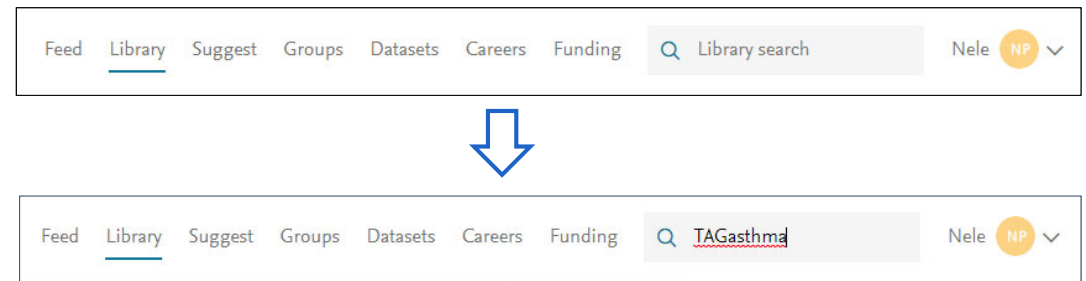 Feed Library Suggest Groups Datasets Careers Funding Library search Nele NP
Feed Library Suggest Groups Datasets Careers Funding TAGasthma Nele NP